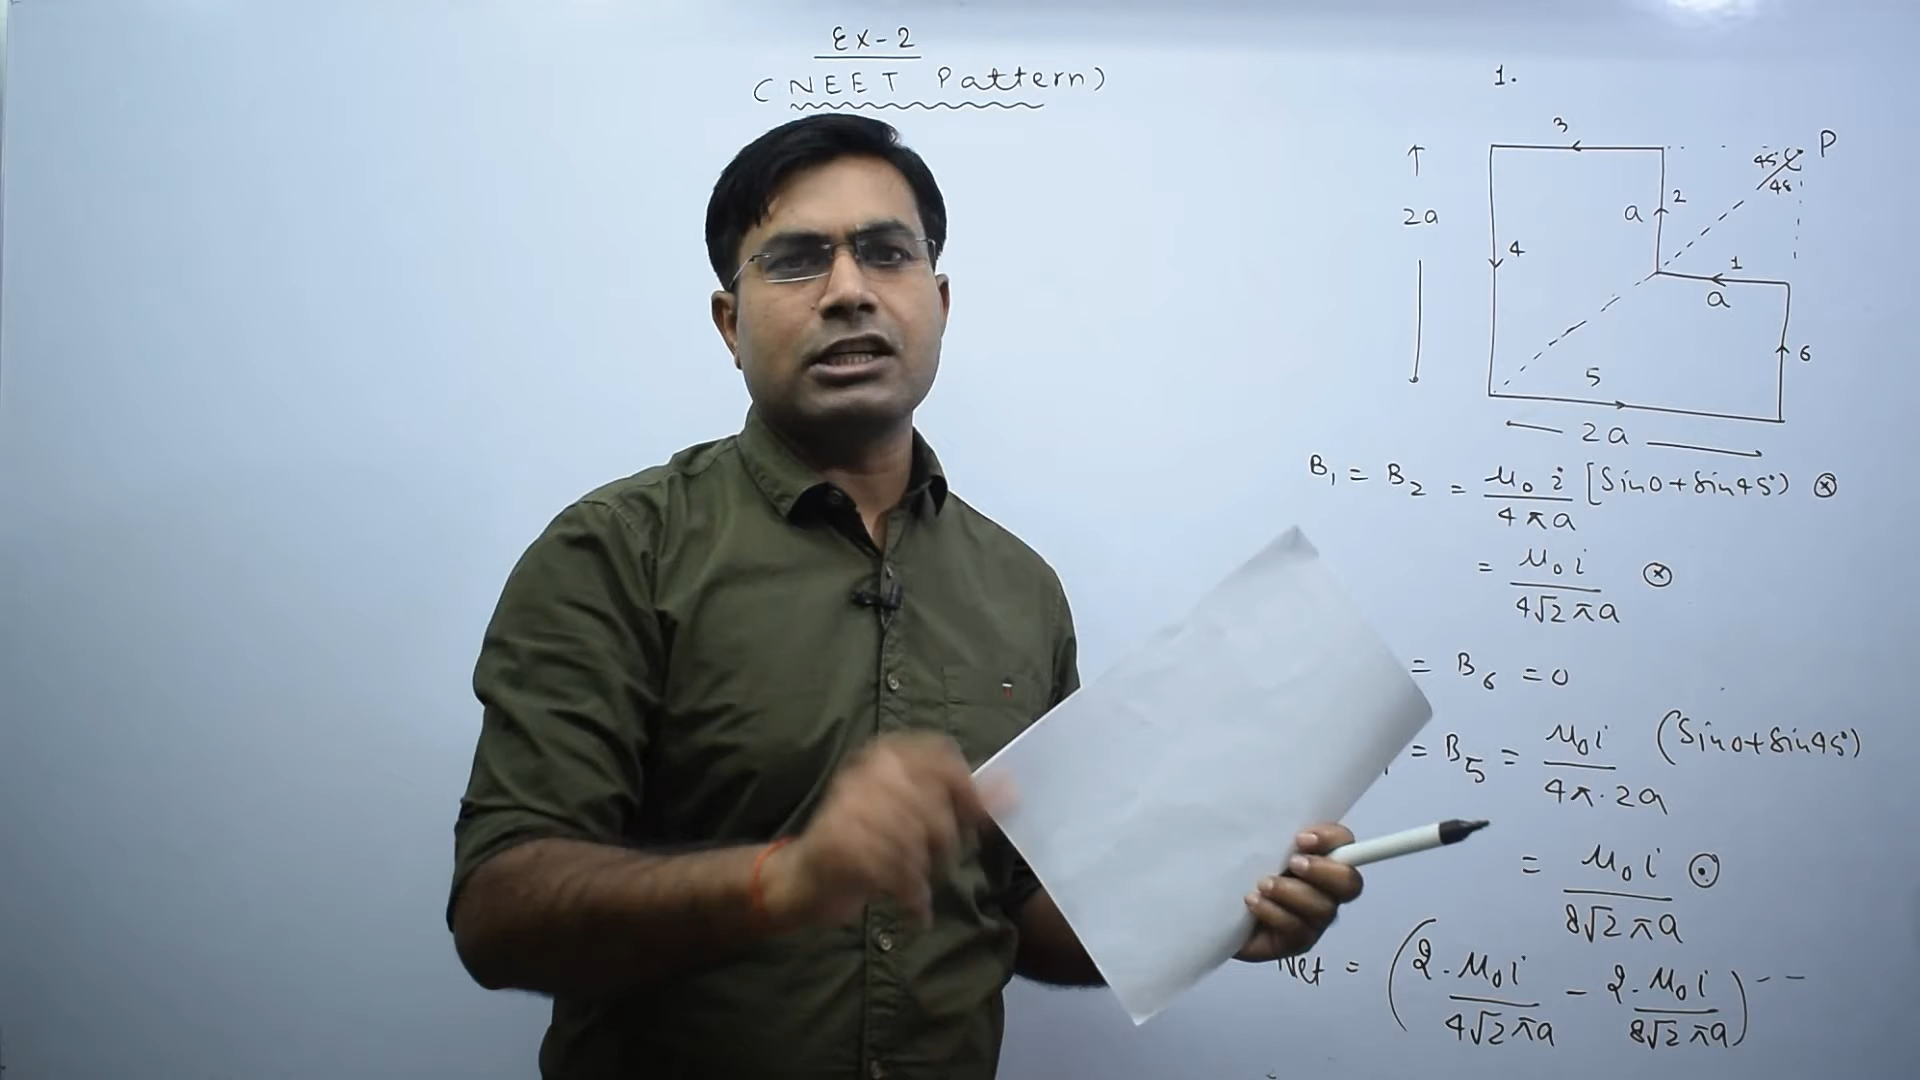 Ex-2
(NEET Pattern)
1.
3
P
45°
45
2a
a
2
4
1
a
6
5
2a
B₁ = B₂ = μ₀ i / 4πa [Sin0+Sin45°) ⊗
= μ₀ i / 4√2 πa ⊗
= B₆ = 0
= B₅ = μ₀i / 4π·2a (Sin0+Sin45°)
= μ₀ i / 8√2 πa ⊙
Net = (2·μ₀i / 4√2 πa - 2·μ₀i / 8√2 πa) --